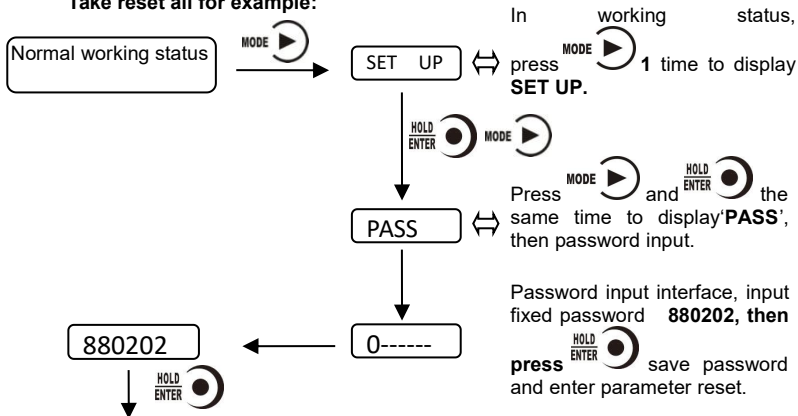 Take reset all for example:
Normal working status
MODE
SET UP
In working status,
press MODE 1 time to display
SET UP.
HOLD
ENTER
MODE
PASS
Press MODE and HOLD ENTER the
same time to display‘PASS’,
then password input.
880202
0------
Password input interface, input
fixed password 880202, then
press HOLD ENTER save password
and enter parameter reset.
HOLD
ENTER